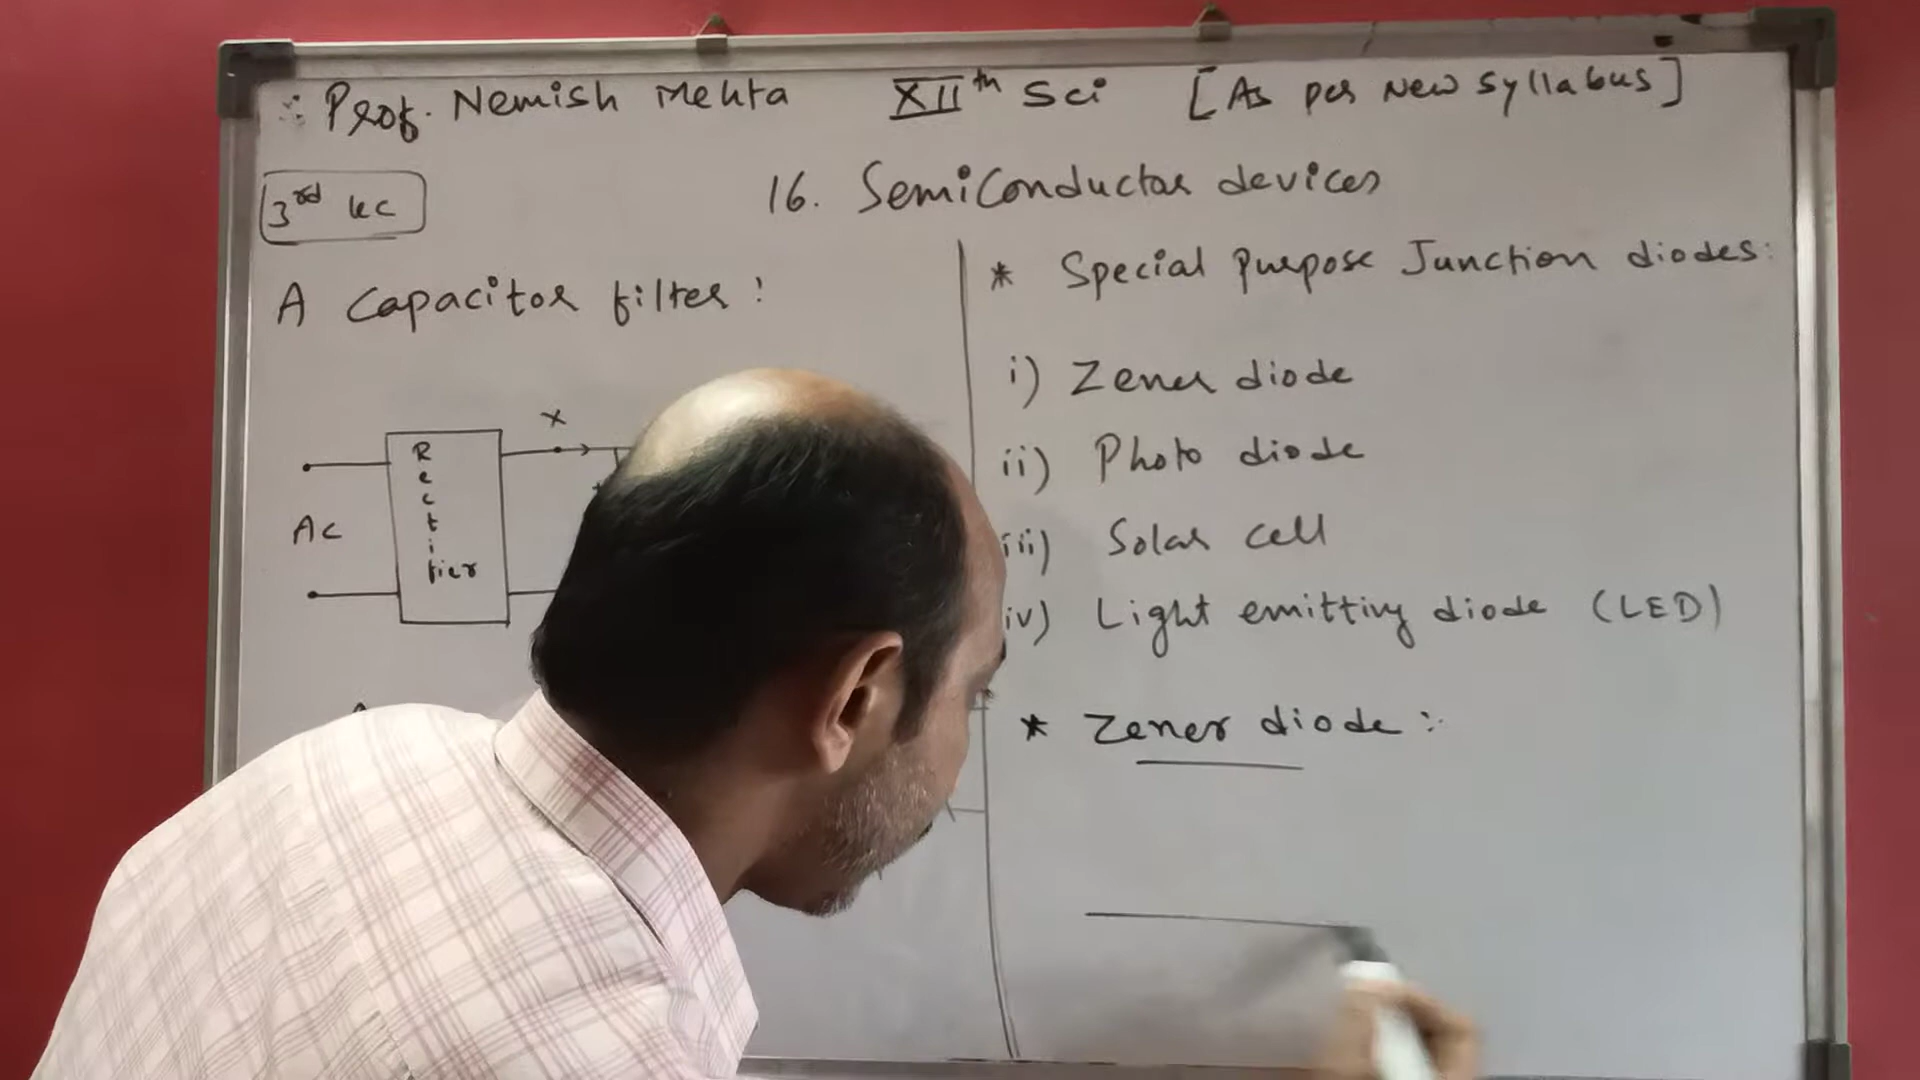 Prof. Nemish Mehta XIIth Sci [As per New Syllabus]
3rd lec
16. Semiconductor devices
A Capacitor filter :
X
Rectifier
AC
* Special purpose Junction diodes:
i) Zener diode
ii) Photo diode
iii) Solar cell
iv) Light emitting diode (LED)
* Zener diode :-